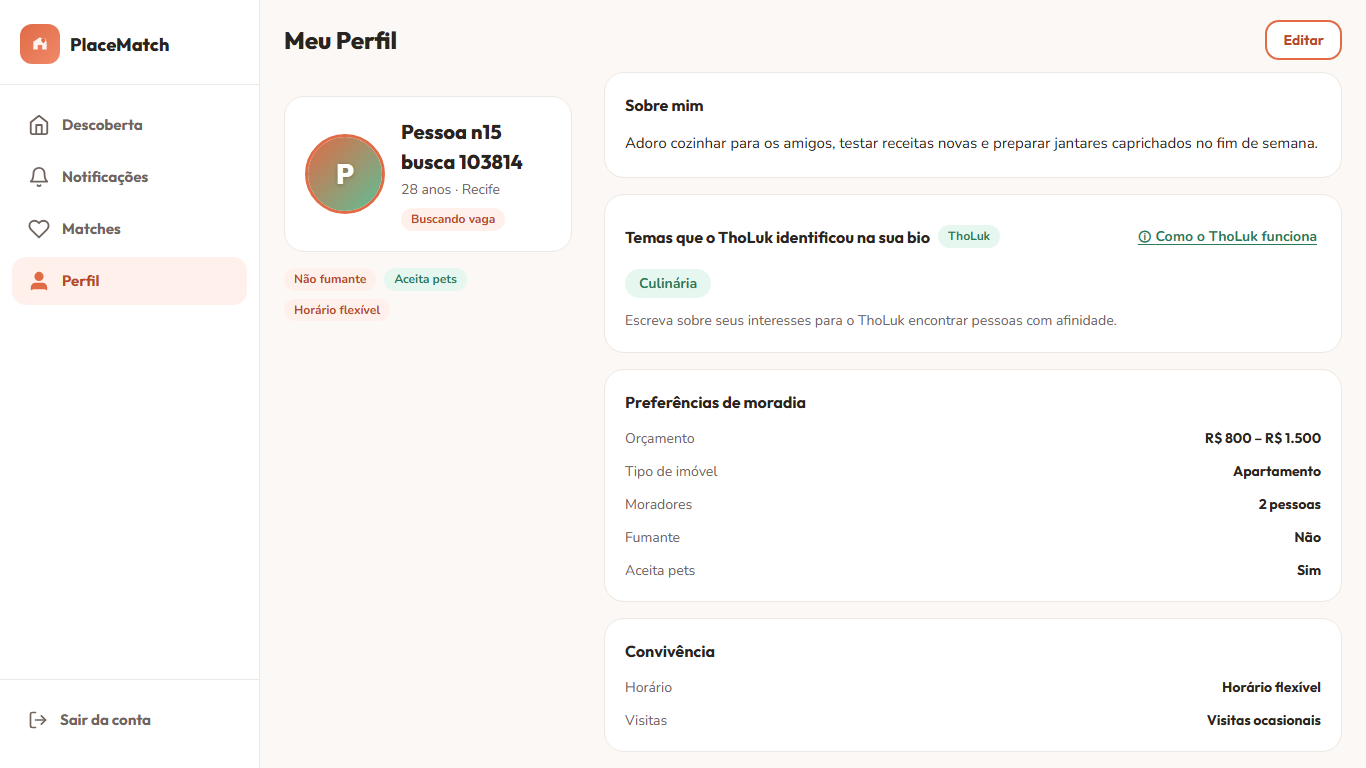 PlaceMatch
Descoberta
Notificações
Matches
Perfil
Sair da conta
Meu Perfil
Editar
P
Pessoa n15
busca 103814
28 anos · Recife
Buscando vaga
Não fumante
Aceita pets
Horário flexível
Sobre mim
Adoro cozinhar para os amigos, testar receitas novas e preparar jantares caprichados no fim de semana.
Temas que o ThoLuk identificou na sua bio
ThoLuk
Como o ThoLuk funciona
Culinária
Escreva sobre seus interesses para o ThoLuk encontrar pessoas com afinidade.
Preferências de moradia
Orçamento R$ 800 – R$ 1.500
Tipo de imóvel Apartamento
Moradores 2 pessoas
Fumante Não
Aceita pets Sim
Convivência
Horário Horário flexível
Visitas Visitas ocasionais